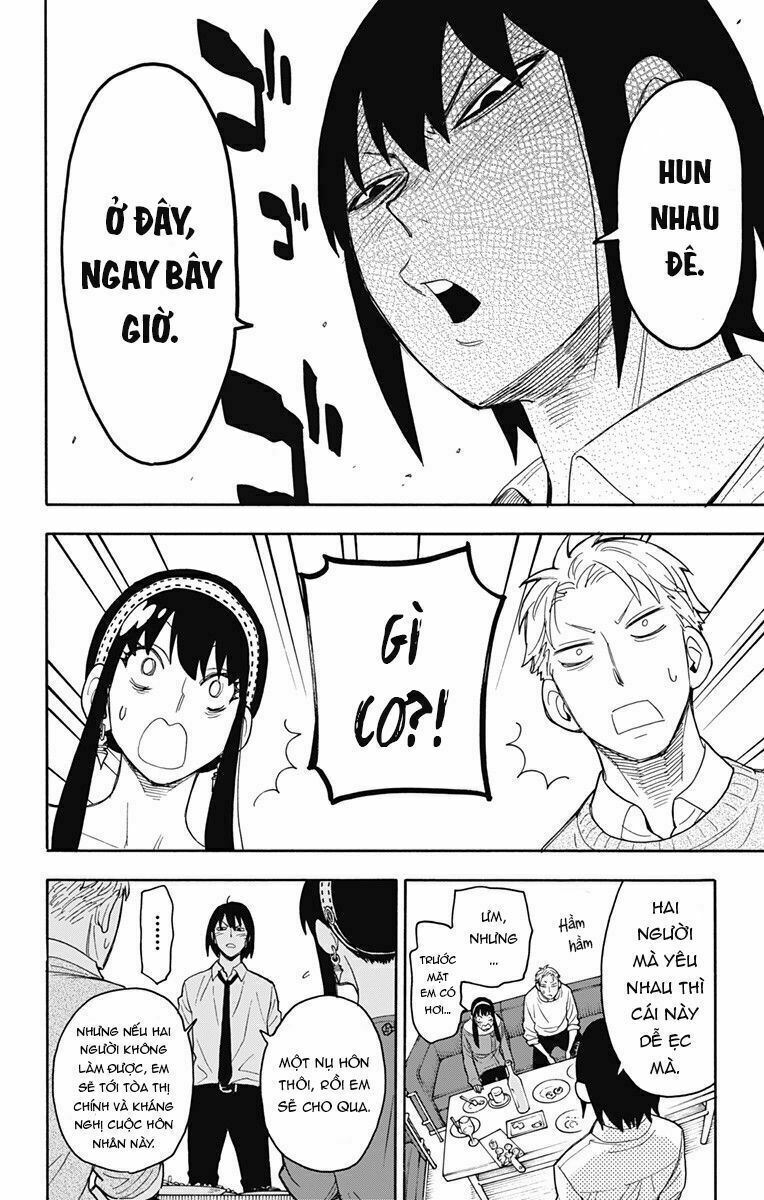 HUN
NHAU
ĐÊ.
Ở ĐÂY,
NGAY BÂY
GIỜ.
GÌ
CƠ?!
HAI
NGƯỜI
MÀ YÊU
NHAU THÌ
CÁI NÀY
DỄ ẸC
MÀ.
Hầm
hầm
ƯM,
NHƯNG
...
TRƯỚC
MẶT
EM CÓ
HƠI...
MỘT NỤ HÔN
THÔI, RỒI EM
SẼ CHO QUA.
......
NHƯNG NẾU HAI
NGƯỜI KHÔNG
LÀM ĐƯỢC, EM
SẼ TỚI TÒA THỊ
CHÍNH VÀ KHÁNG
NGHỊ CUỘC HÔN
NHÂN NÀY.